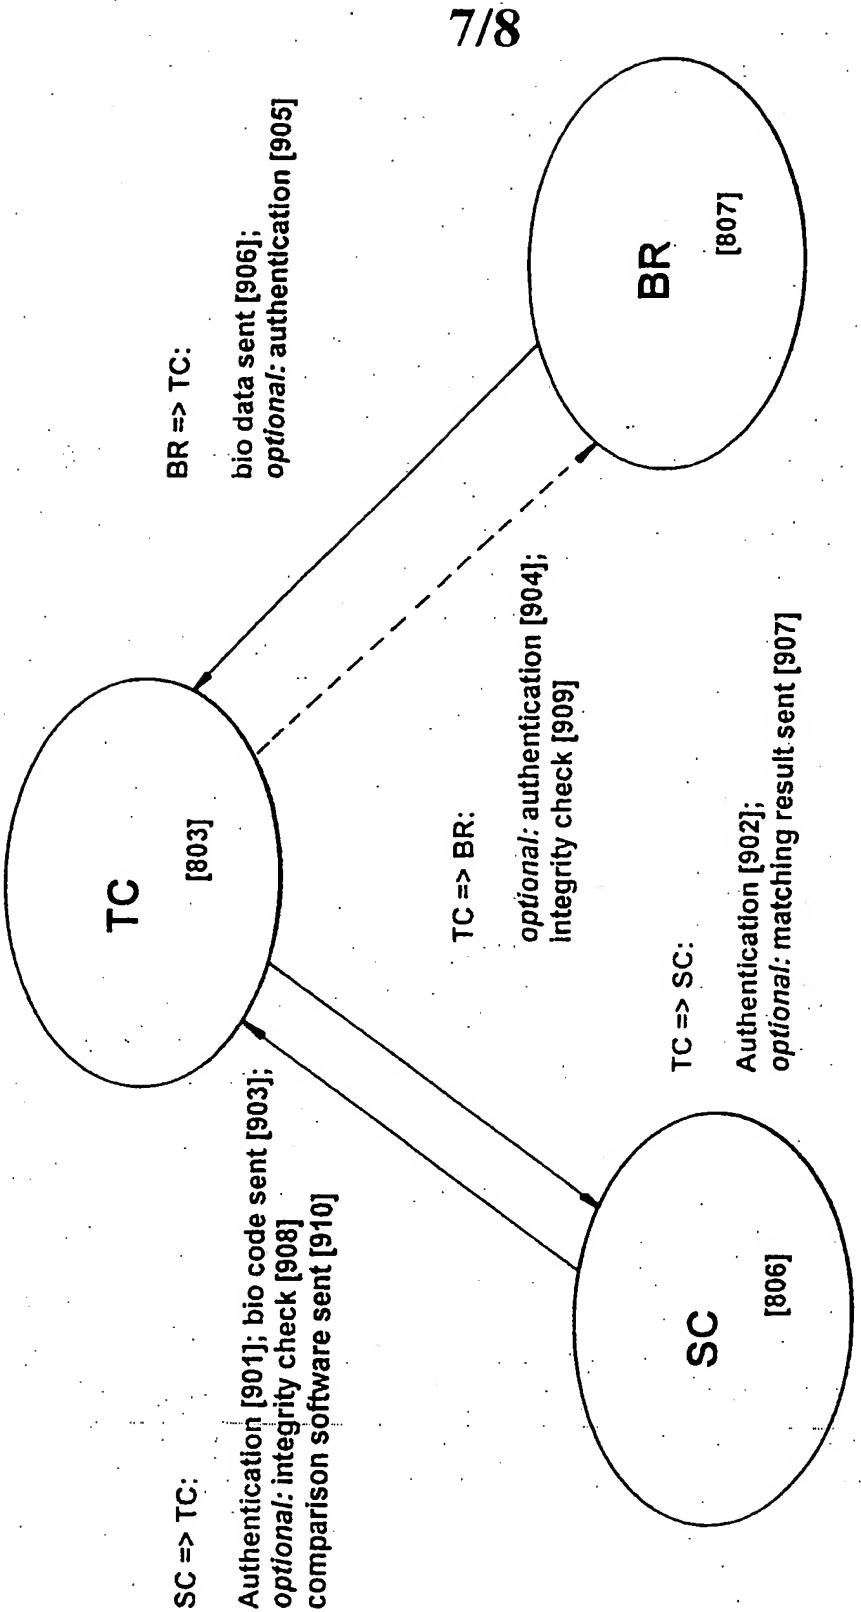 7/8
SC => TC:
Authentication [901]; bio code sent [903];
optional: integrity check [908]
comparison software sent [910]
TC
[803]
BR => TC:
bio data sent [906];
optional: authentication [905]
TC => BR:
optional: authentication [904];
integrity check [909]
TC => SC:
Authentication [902];
optional: matching result sent [907]
SC
[806]
BR
[807]